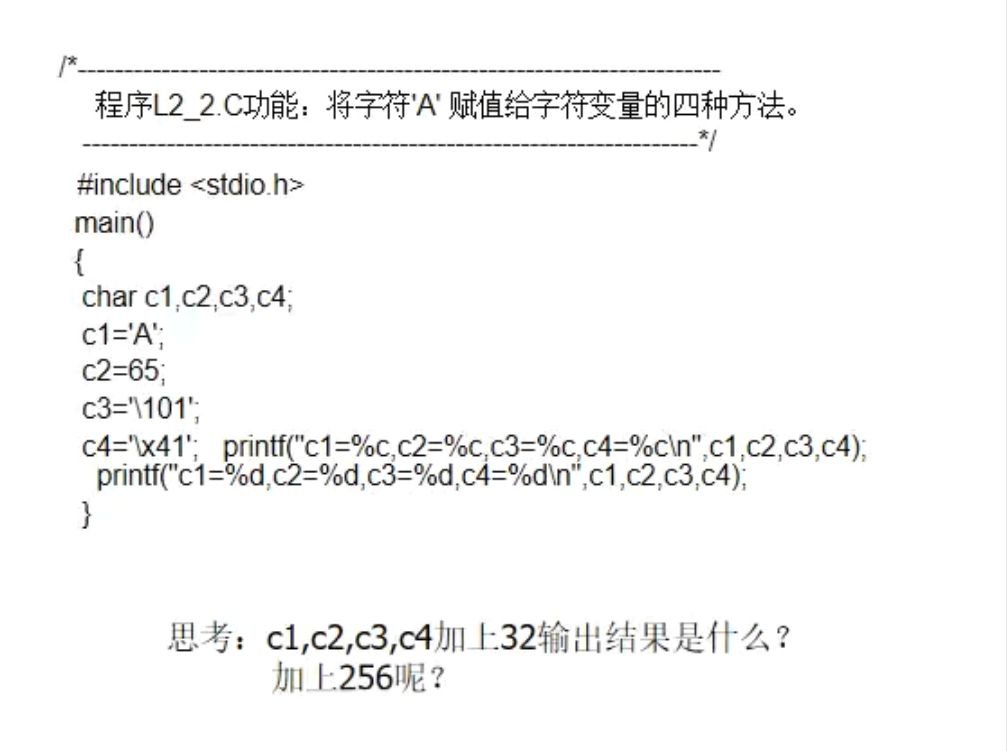 /*----------------------------------------------------------------------
程序L2_2.C功能：将字符'A' 赋值给字符变量的四种方法。
-------------------------------------------------------------------*/
#include <stdio.h>
main()
{
char c1,c2,c3,c4;
c1='A';
c2=65;
c3='\101';
c4='\x41'; printf("c1=%c,c2=%c,c3=%c,c4=%c\n",c1,c2,c3,c4);
printf("c1=%d,c2=%d,c3=%d,c4=%d\n",c1,c2,c3,c4);
}
思考：c1,c2,c3,c4加上32输出结果是什么？
加上256呢？